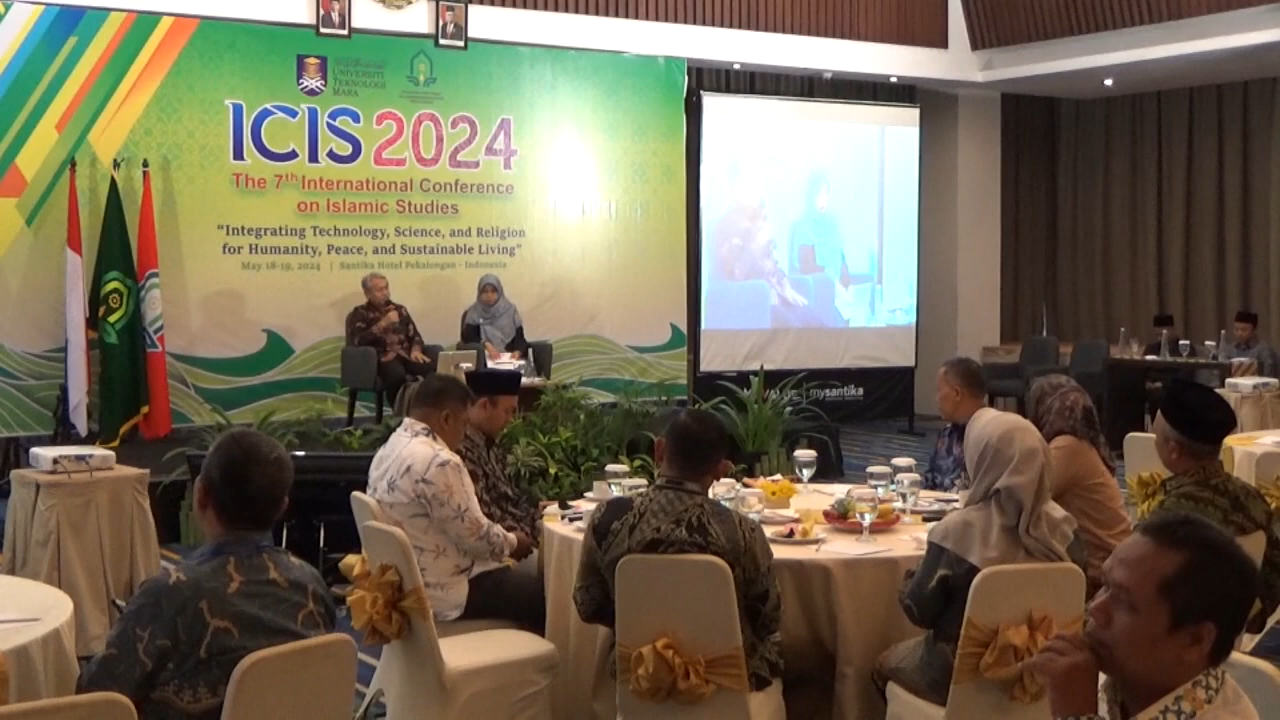 UNIVERSITI
TEKNOLOGI
MARA
ICIS 2024
The 7th International Conference
on Islamic Studies
“Integrating Technology, Science, and Religion
for Humanity, Peace, and Sustainable Living”
May 18-19, 2024 | Santika Hotel Pekalongan - Indonesia
mysantika